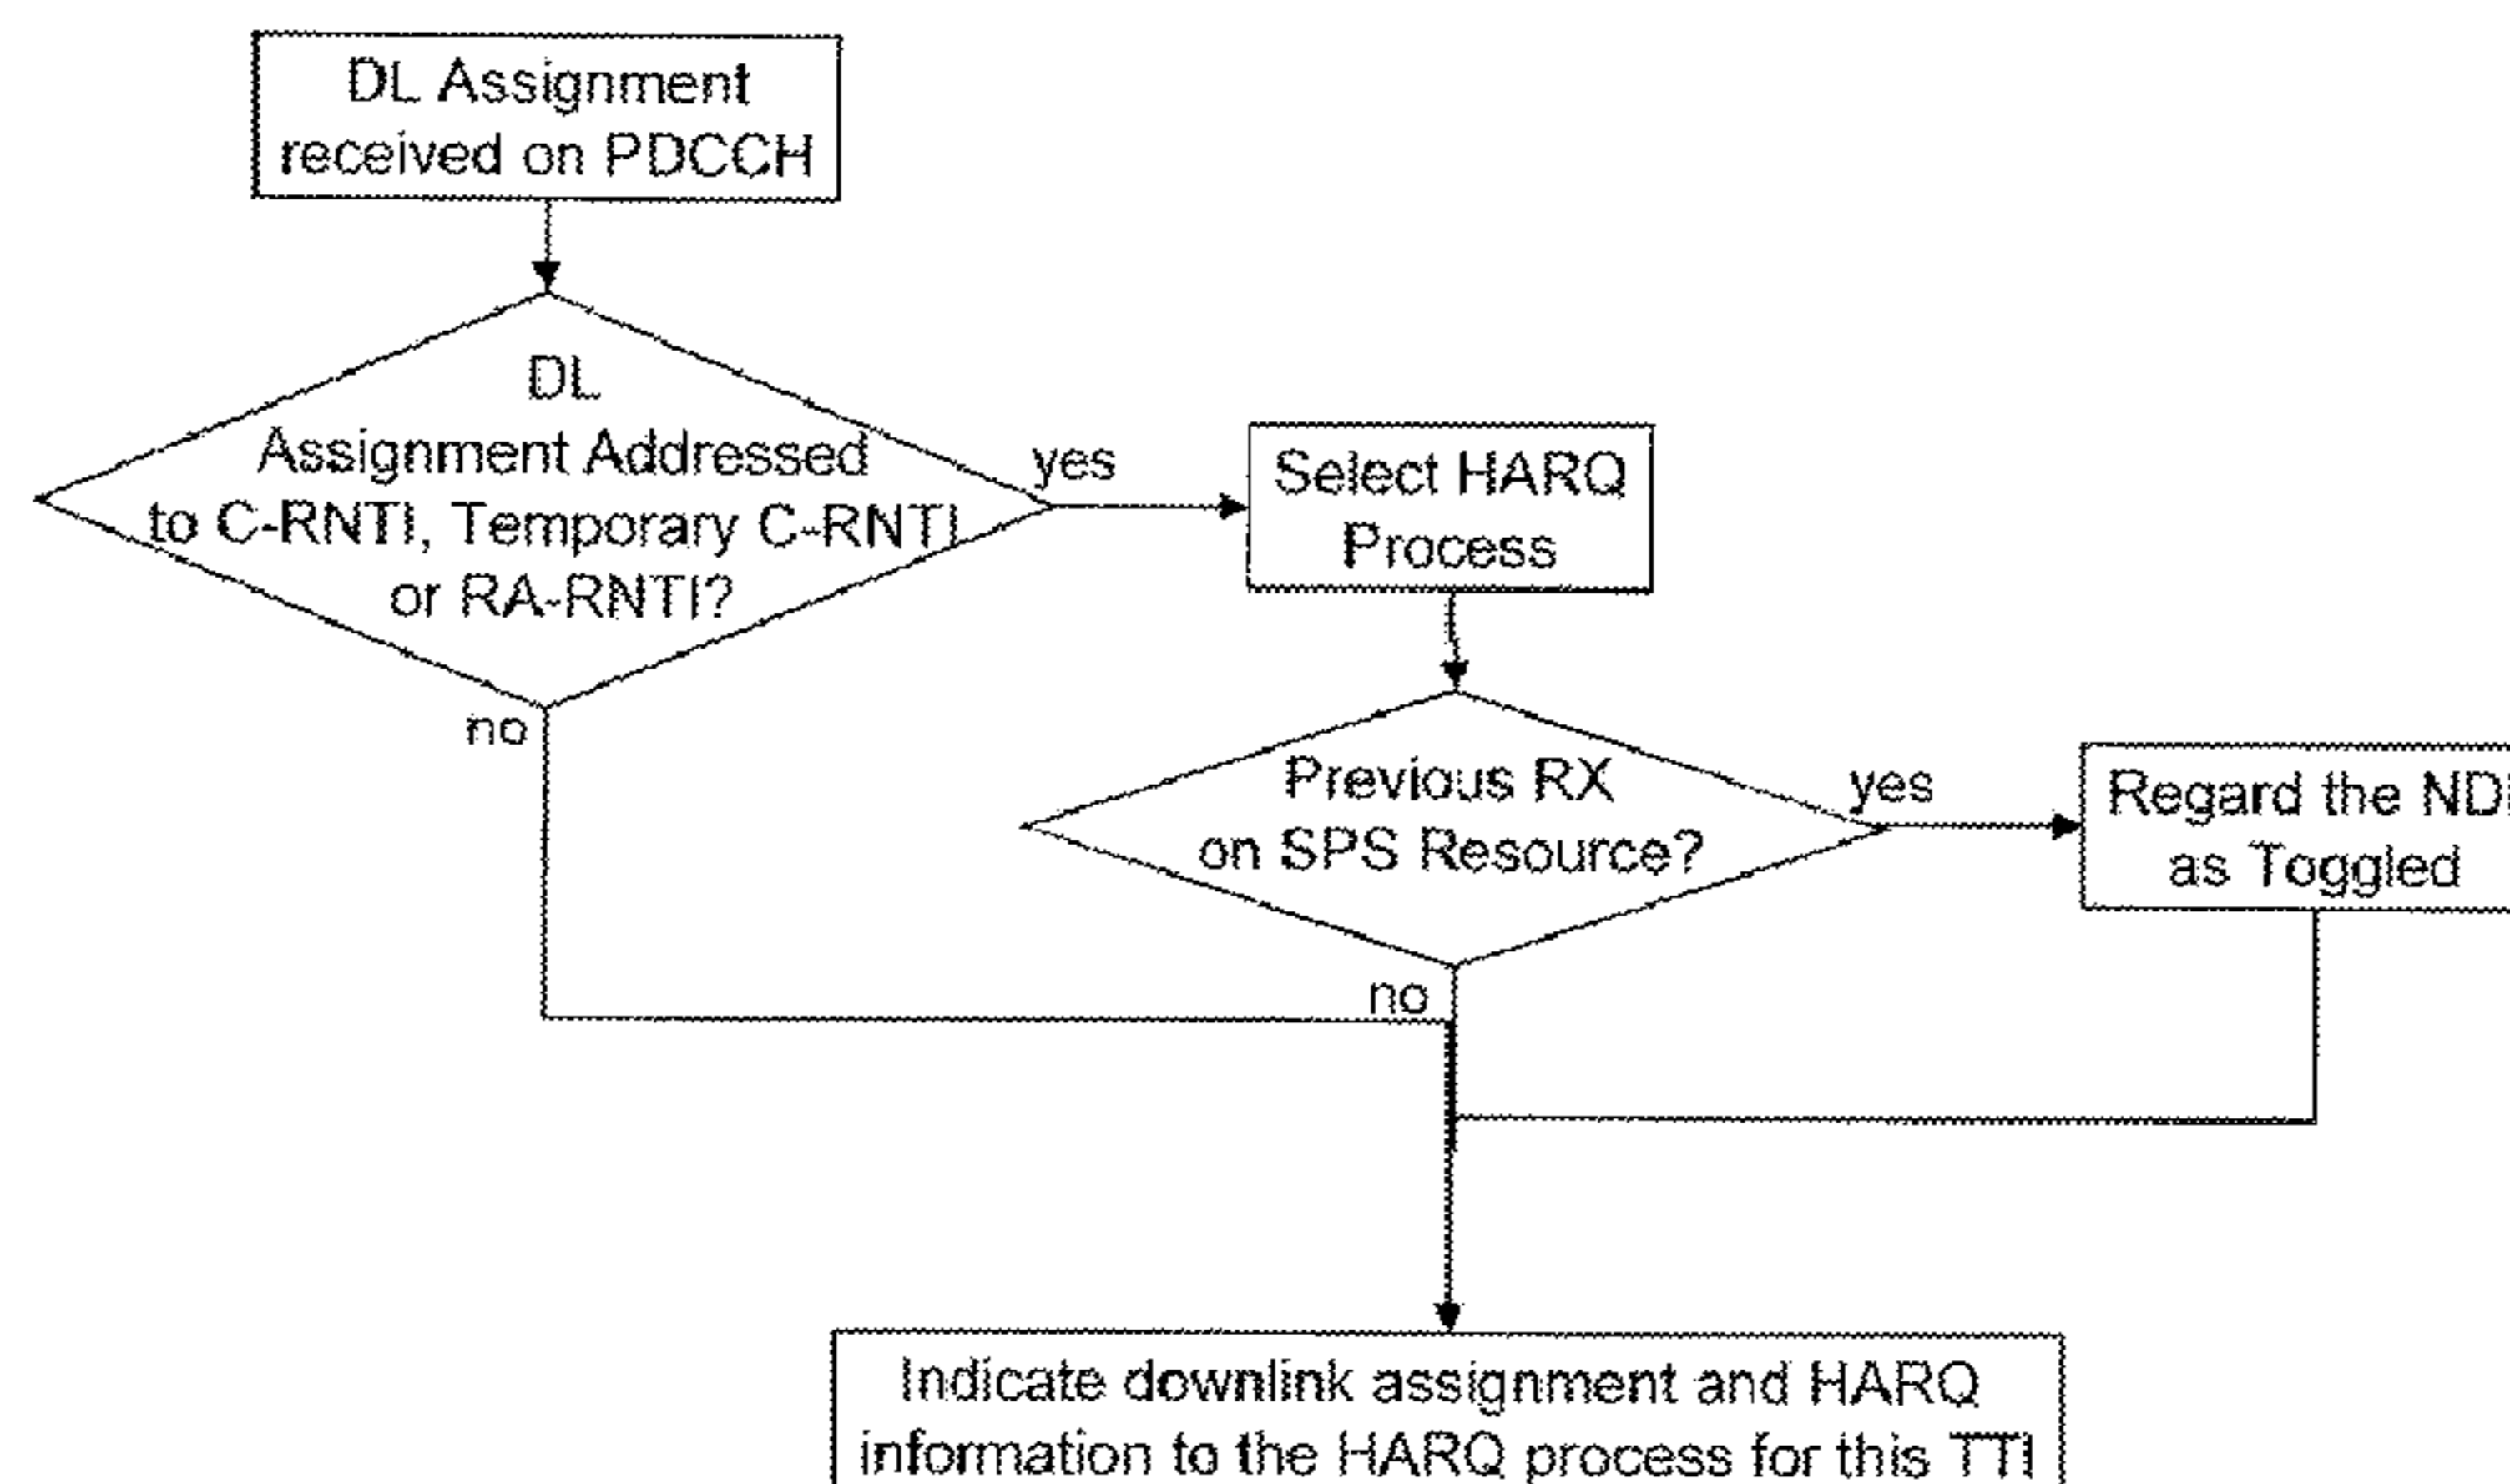 DL Assignment
received on PDCCH
DL
Assignment Addressed
to C-RNTI, Temporary C-RNTI
or RA-RNTI?
yes
Select HARQ
Process
no
Previous RX
on SPS Resource?
yes
Regard the NDI
as Toggled
no
Indicate downlink assignment and HARQ
information to the HARQ process for this TTI